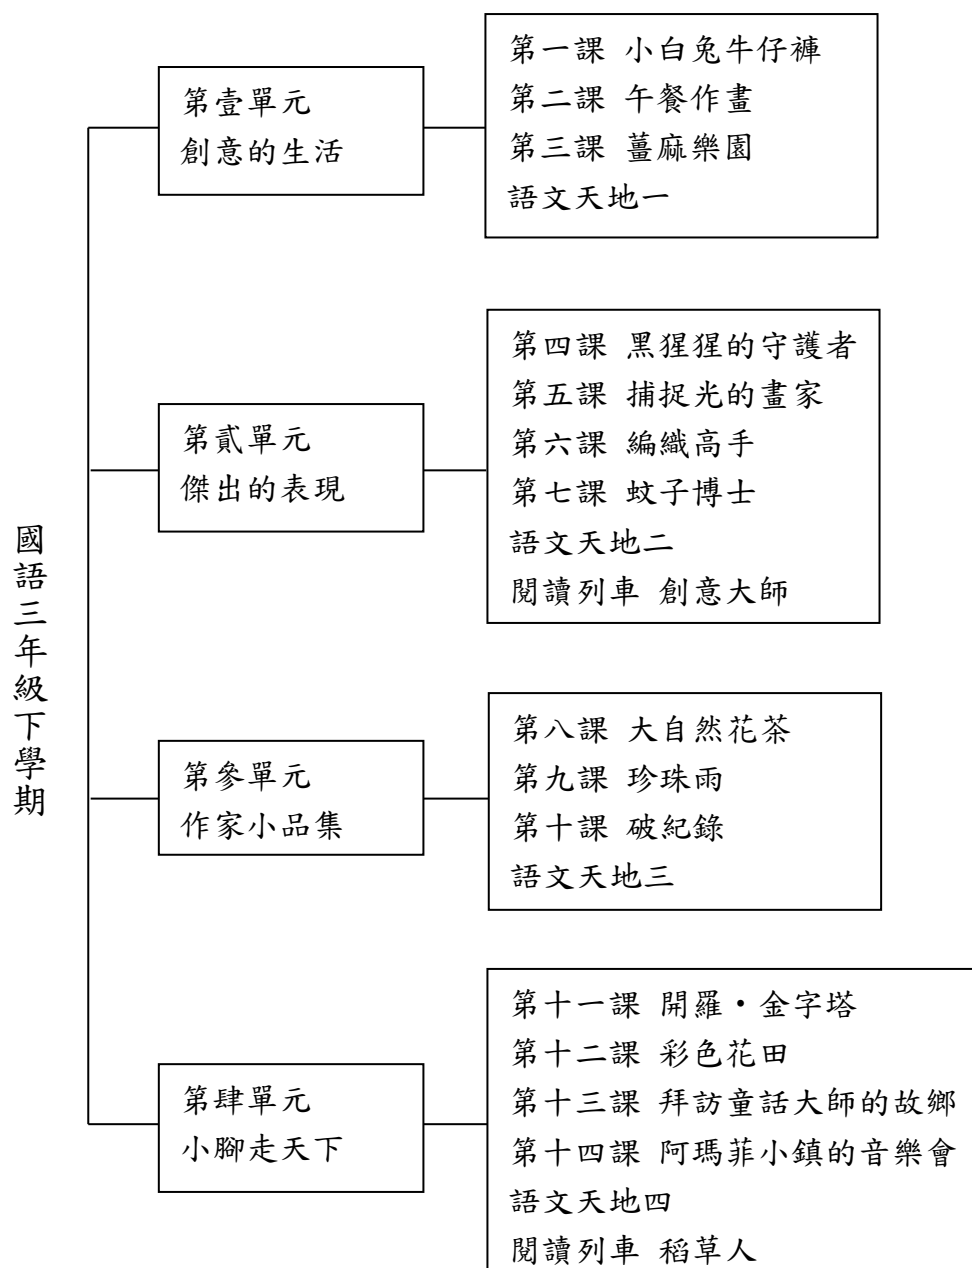 國語三年級下學期
第壹單元
創意的生活
第一課 小白兔牛仔褲
第二課 午餐作畫
第三課 薑麻樂園
語文天地一
第貳單元
傑出的表現
第四課 黑猩猩的守護者
第五課 捕捉光的畫家
第六課 編織高手
第七課 蚊子博士
語文天地二
閱讀列車 創意大師
第參單元
作家小品集
第八課 大自然花茶
第九課 珍珠雨
第十課 破紀錄
語文天地三
第肆單元
小腳走天下
第十一課 開羅・金字塔
第十二課 彩色花田
第十三課 拜訪童話大師的故鄉
第十四課 阿瑪菲小鎮的音樂會
語文天地四
閱讀列車 稻草人